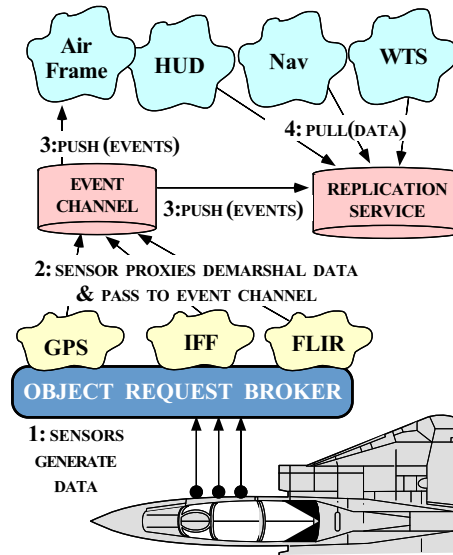 Air
Frame
HUD
Nav
WTS
3:PUSH (EVENTS)
4: PULL(DATA)
EVENT
CHANNEL
3:PUSH (EVENTS)
REPLICATION
SERVICE
2: SENSOR PROXIES DEMARSHAL DATA
& PASS TO EVENT CHANNEL
GPS
IFF
FLIR
OBJECT REQUEST BROKER
1: SENSORS
GENERATE
DATA